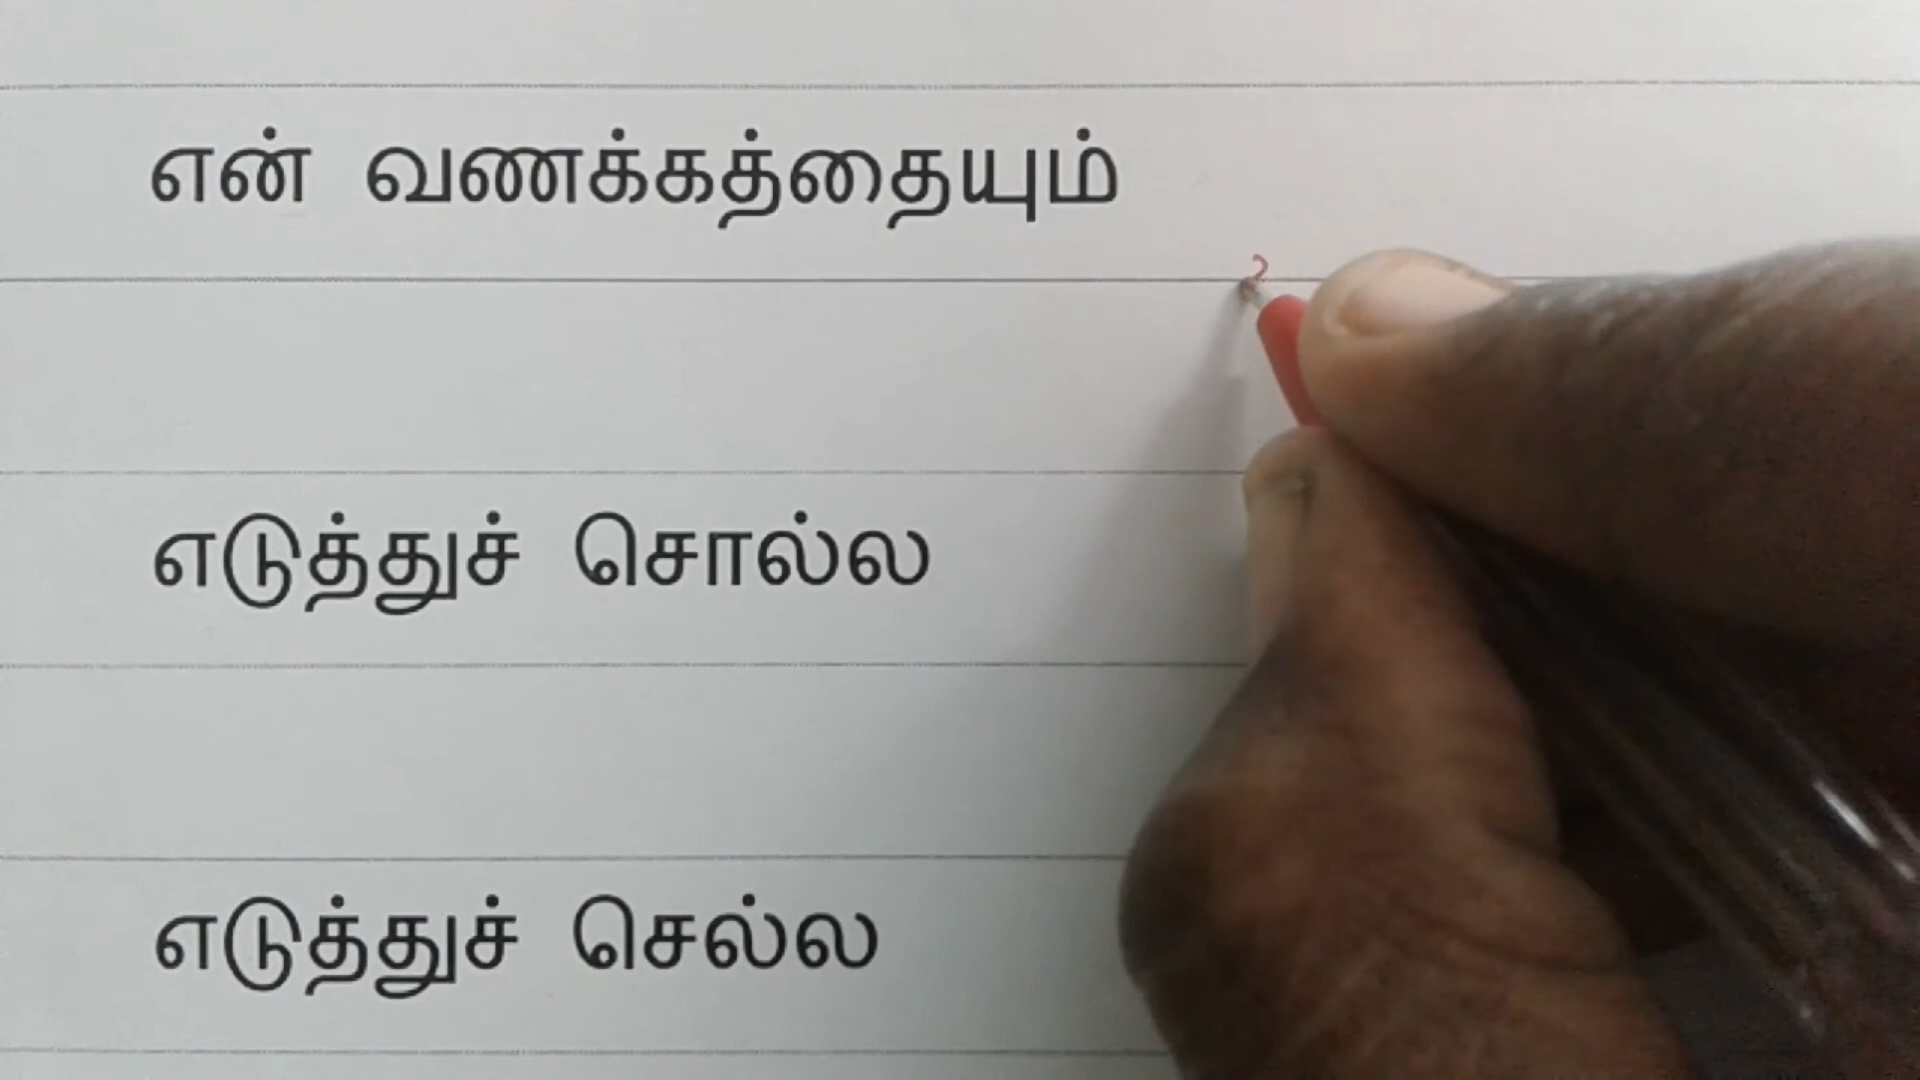 என் வணக்கத்தையும்
எடுத்துச் சொல்ல
எடுத்துச் செல்ல